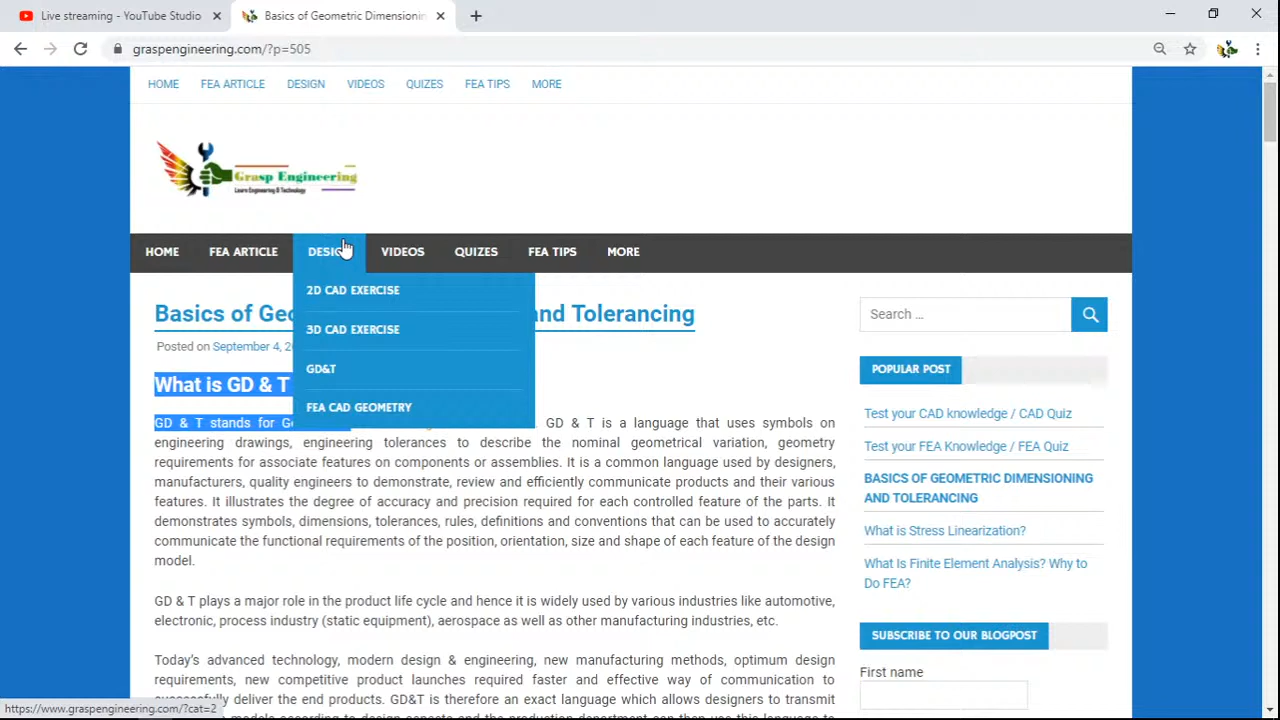 Live streaming - YouTube Studio
Basics of Geometric Dimensionin
graspengineering.com/?p=505
HOME FEA ARTICLE DESIGN VIDEOS QUIZES FEA TIPS MORE
Grasp Engineering
Learn Engineering & Technology
HOME FEA ARTICLE DESIGN VIDEOS QUIZES FEA TIPS MORE
2D CAD EXERCISE
3D CAD EXERCISE
GD&T
FEA CAD GEOMETRY
Basics of Geo nd Tolerancing
Posted on September 4, 2
What is GD & T
GD & T stands for Ge GD & T is a language that uses symbols on
engineering drawings, engineering tolerances to describe the nominal geometrical variation, geometry
requirements for associate features on components or assemblies. It is a common language used by designers,
manufacturers, quality engineers to demonstrate, review and efficiently communicate products and their various
features. It illustrates the degree of accuracy and precision required for each controlled feature of the parts. It
demonstrates symbols, dimensions, tolerances, rules, definitions and conventions that can be used to accurately
communicate the functional requirements of the position, orientation, size and shape of each feature of the design
model.
GD & T plays a major role in the product life cycle and hence it is widely used by various industries like automotive,
electronic, process industry (static equipment), aerospace as well as other manufacturing industries, etc.
Today's advanced technology, modern design & engineering, new manufacturing methods, optimum design
requirements, new competitive product launches required faster and effective way of communication to
successfully deliver the end products. GD&T is therefore an exact language which allows designers to transmit
Search ...
POPULAR POST
Test your CAD knowledge / CAD Quiz
Test your FEA Knowledge / FEA Quiz
BASICS OF GEOMETRIC DIMENSIONING
AND TOLERANCING
What is Stress Linearization?
What Is Finite Element Analysis? Why to
Do FEA?
SUBSCRIBE TO OUR BLOGPOST
First name
https://www.graspengineering.com/?cat=2